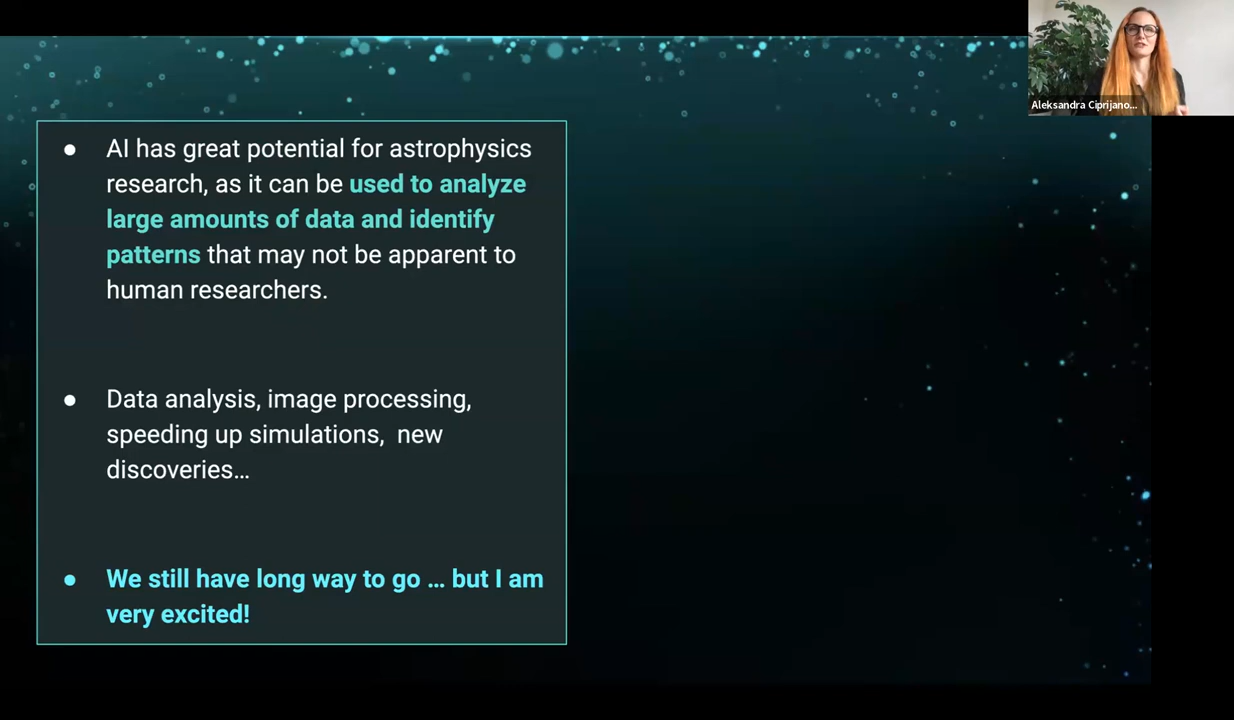 Aleksandra Ciprijano...
● AI has great potential for astrophysics
research, as it can be used to analyze
large amounts of data and identify
patterns that may not be apparent to
human researchers.
● Data analysis, image processing,
speeding up simulations,  new
discoveries…
● We still have long way to go … but I am
very excited!